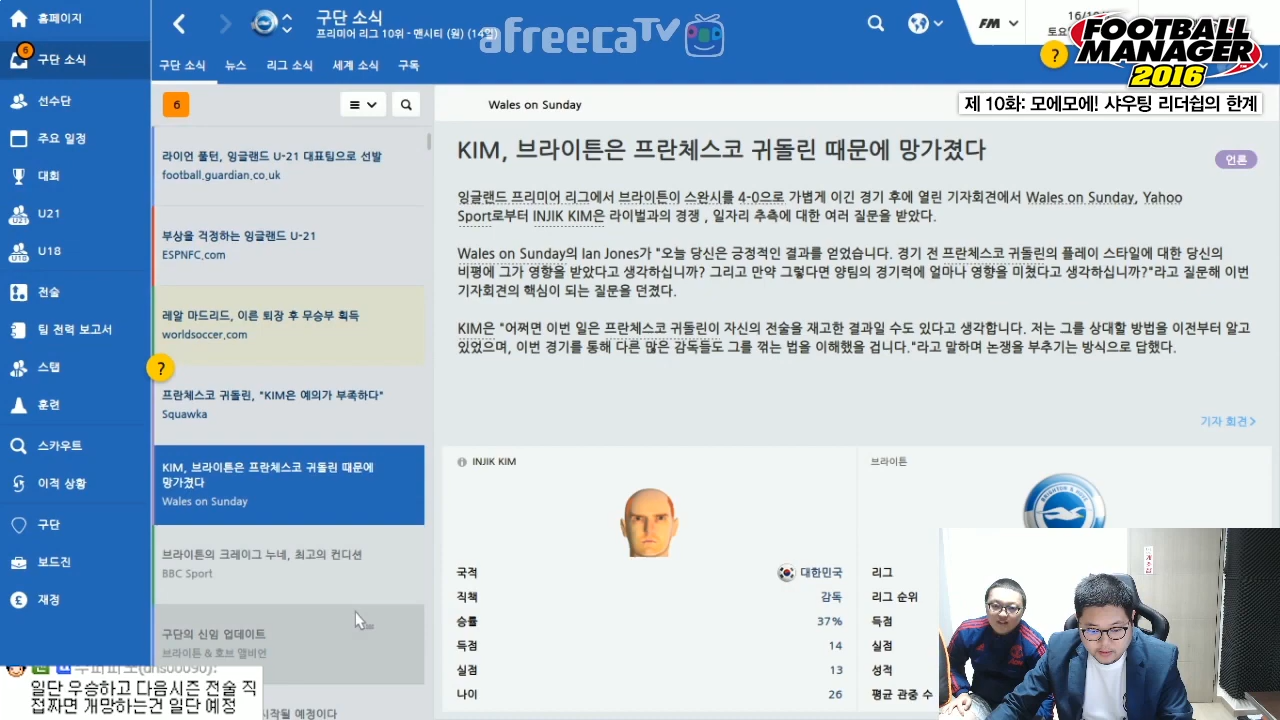 홈페이지
구단 소식
프리미어 리그 10위 - 맨시티 (원) (14일)
afreecaTV
FM
16/10/
토요
FOOTBALL
MANAGER
2016
6
구단 소식
구단 소식
뉴스
리그 소식
세계 소식
구독
?
제 10화: 모에모에! 샤우팅 리더쉽의 한계
선수단
주요 일정
대회
U21
U21
U18
U18
전술
팀 전력 보고서
스탭
훈련
스카우트
이적 상황
구단
보드진
재정
6
라이언 풀턴, 잉글랜드 U-21 대표팀으로 선발
football.guardian.co.uk
부상을 걱정하는 잉글랜드 U-21
ESPNFC.com
레알 마드리드, 이른 퇴장 후 무승부 획득
worldsoccer.com
?
프란체스코 귀돌린, "KIM은 예의가 부족하다"
Squawka
KIM, 브라이튼은 프란체스코 귀돌린 때문에
망가졌다
Wales on Sunday
브라이튼의 크레이그 누네, 최고의 컨디션
BBC Sport
구단의 신임 업데이트
브라이튼 & 호브 앨비언
시작될 예정이다
Wales on Sunday
KIM, 브라이튼은 프란체스코 귀돌린 때문에 망가졌다
언론
잉글랜드 프리미어 리그에서 브라이튼이 스완시를 4-0으로 가볍게 이긴 경기 후에 열린 기자회견에서 Wales on Sunday, Yahoo
Sport로부터 INJIK KIM은 라이벌과의 경쟁 , 일자리 추측에 대한 여러 질문을 받았다.
Wales on Sunday의 Ian Jones가 "오늘 당신은 긍정적인 결과를 얻었습니다. 경기 전 프란체스코 귀돌린의 플레이 스타일에 대한 당신의
비평에 그가 영향을 받았다고 생각하십니까? 그리고 만약 그렇다면 양팀의 경기력에 얼마나 영향을 미쳤다고 생각하십니까?"라고 질문해 이번
기자회견의 핵심이 되는 질문을 던졌다.
KIM은 "어쩌면 이번 일은 프란체스코 귀돌린이 자신의 전술을 재고한 결과일 수도 있다고 생각합니다. 저는 그를 상대할 방법을 이전부터 알고
있었으며, 이번 경기를 통해 다른 많은 감독들도 그를 꺾는 법을 이해했을 겁니다."라고 말하며 논쟁을 부추기는 방식으로 답했다.
기자 회견
INJIK KIM
국적 대한민국
직책 감독
승률 37%
득점 14
실점 13
나이 26
브라이튼
리그
리그 순위
득점
실점
성적
평균 관중 수
일단 우승하고 다음시즌 전술 직
접짜면 개망하는건 일단 예정